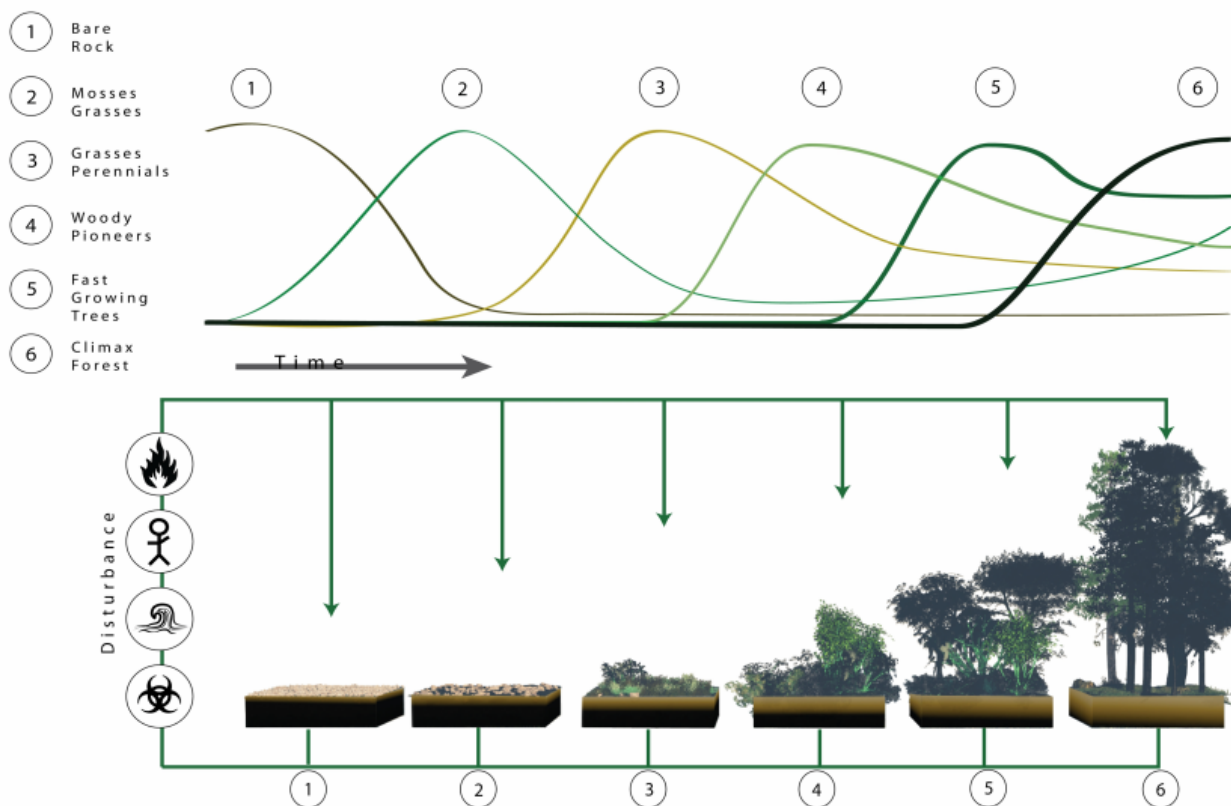 1
Bare
Rock
2
Mosses
Grasses
3
Grasses
Perennials
4
Woody
Pioneers
5
Fast
Growing
Trees
6
Climax
Forest
1 2 3 4 5 6
Time
Disturbance
1 2 3 4 5 6